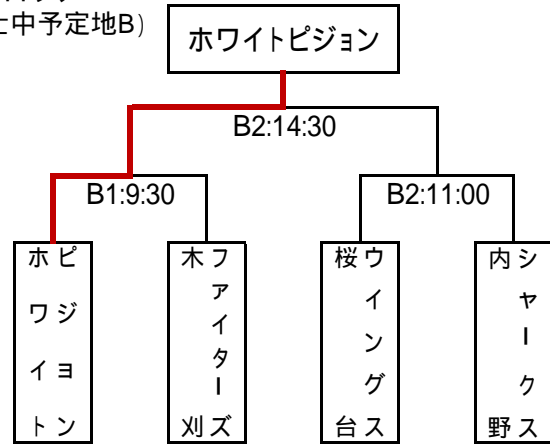 中予定地B)
ホワイトピジョン
B2:14:30
B1:9:30
B2:11:00
ホワイト
ピジョン
木刈
ファイターズ
桜台
ウイングス
内野
シャークス